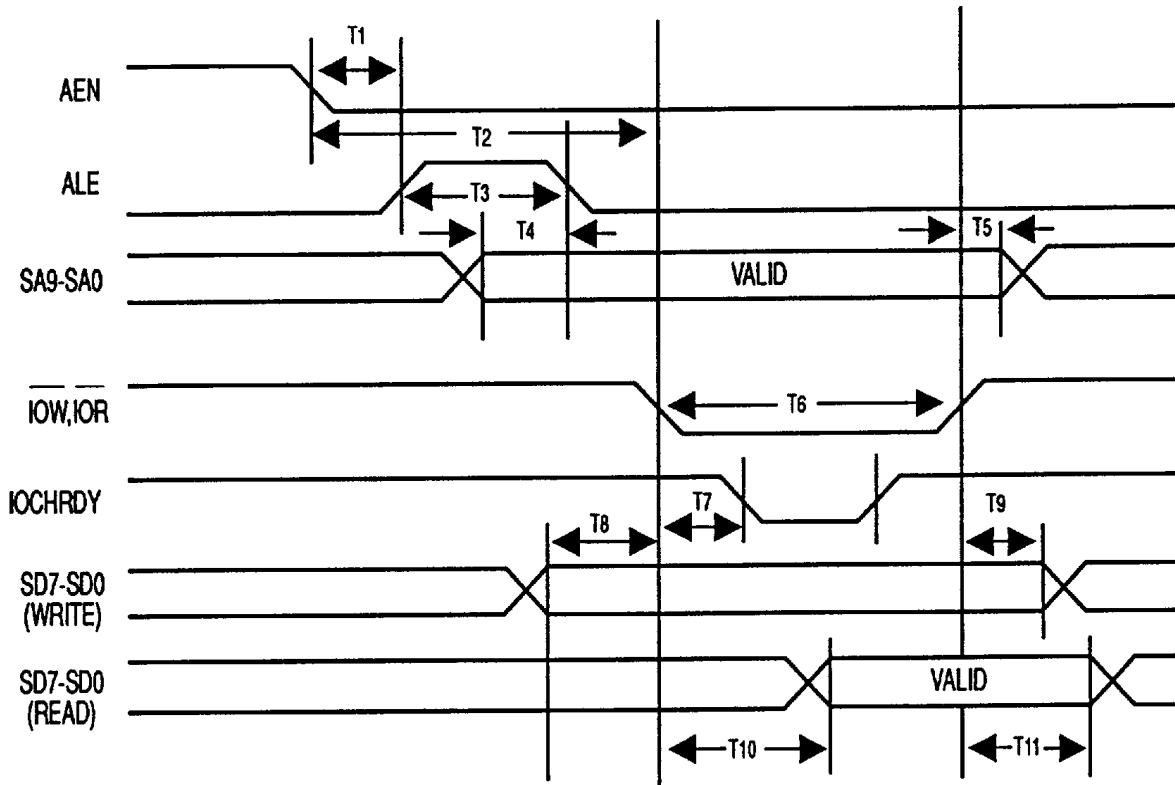 T1
AEN
T2
ALE
T3
T4
T5
SA9-SA0
VALID
IOW,IOR
T6
IOCHRDY
T7
T9
T8
SD7-SD0
(WRITE)
SD7-SD0
(READ)
VALID
T10
T11